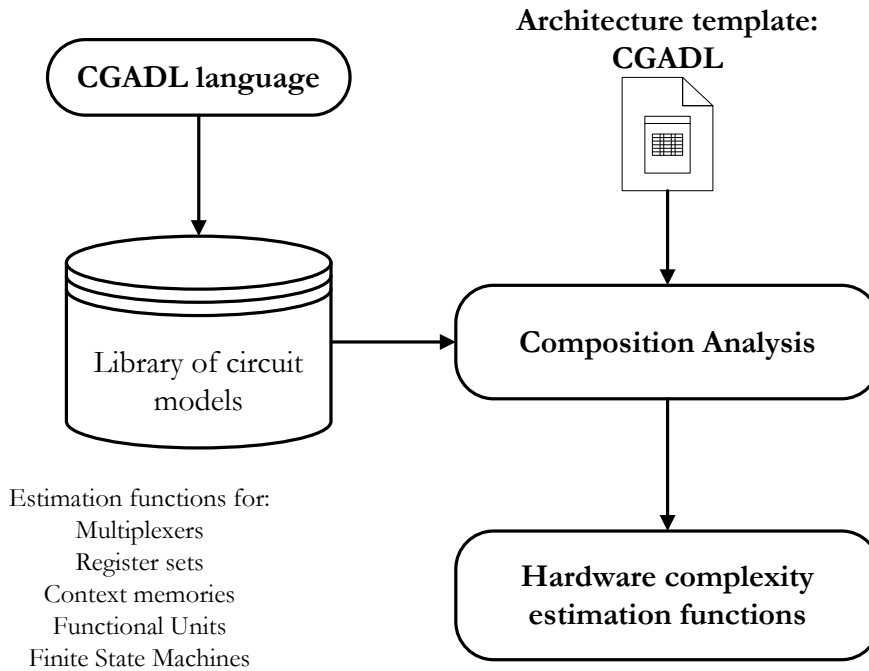 CGADL language
Architecture template:
CGADL
Library of circuit
models
Composition Analysis
Estimation functions for:
Multiplexers
Register sets
Context memories
Functional Units
Finite State Machines
Hardware complexity
estimation functions